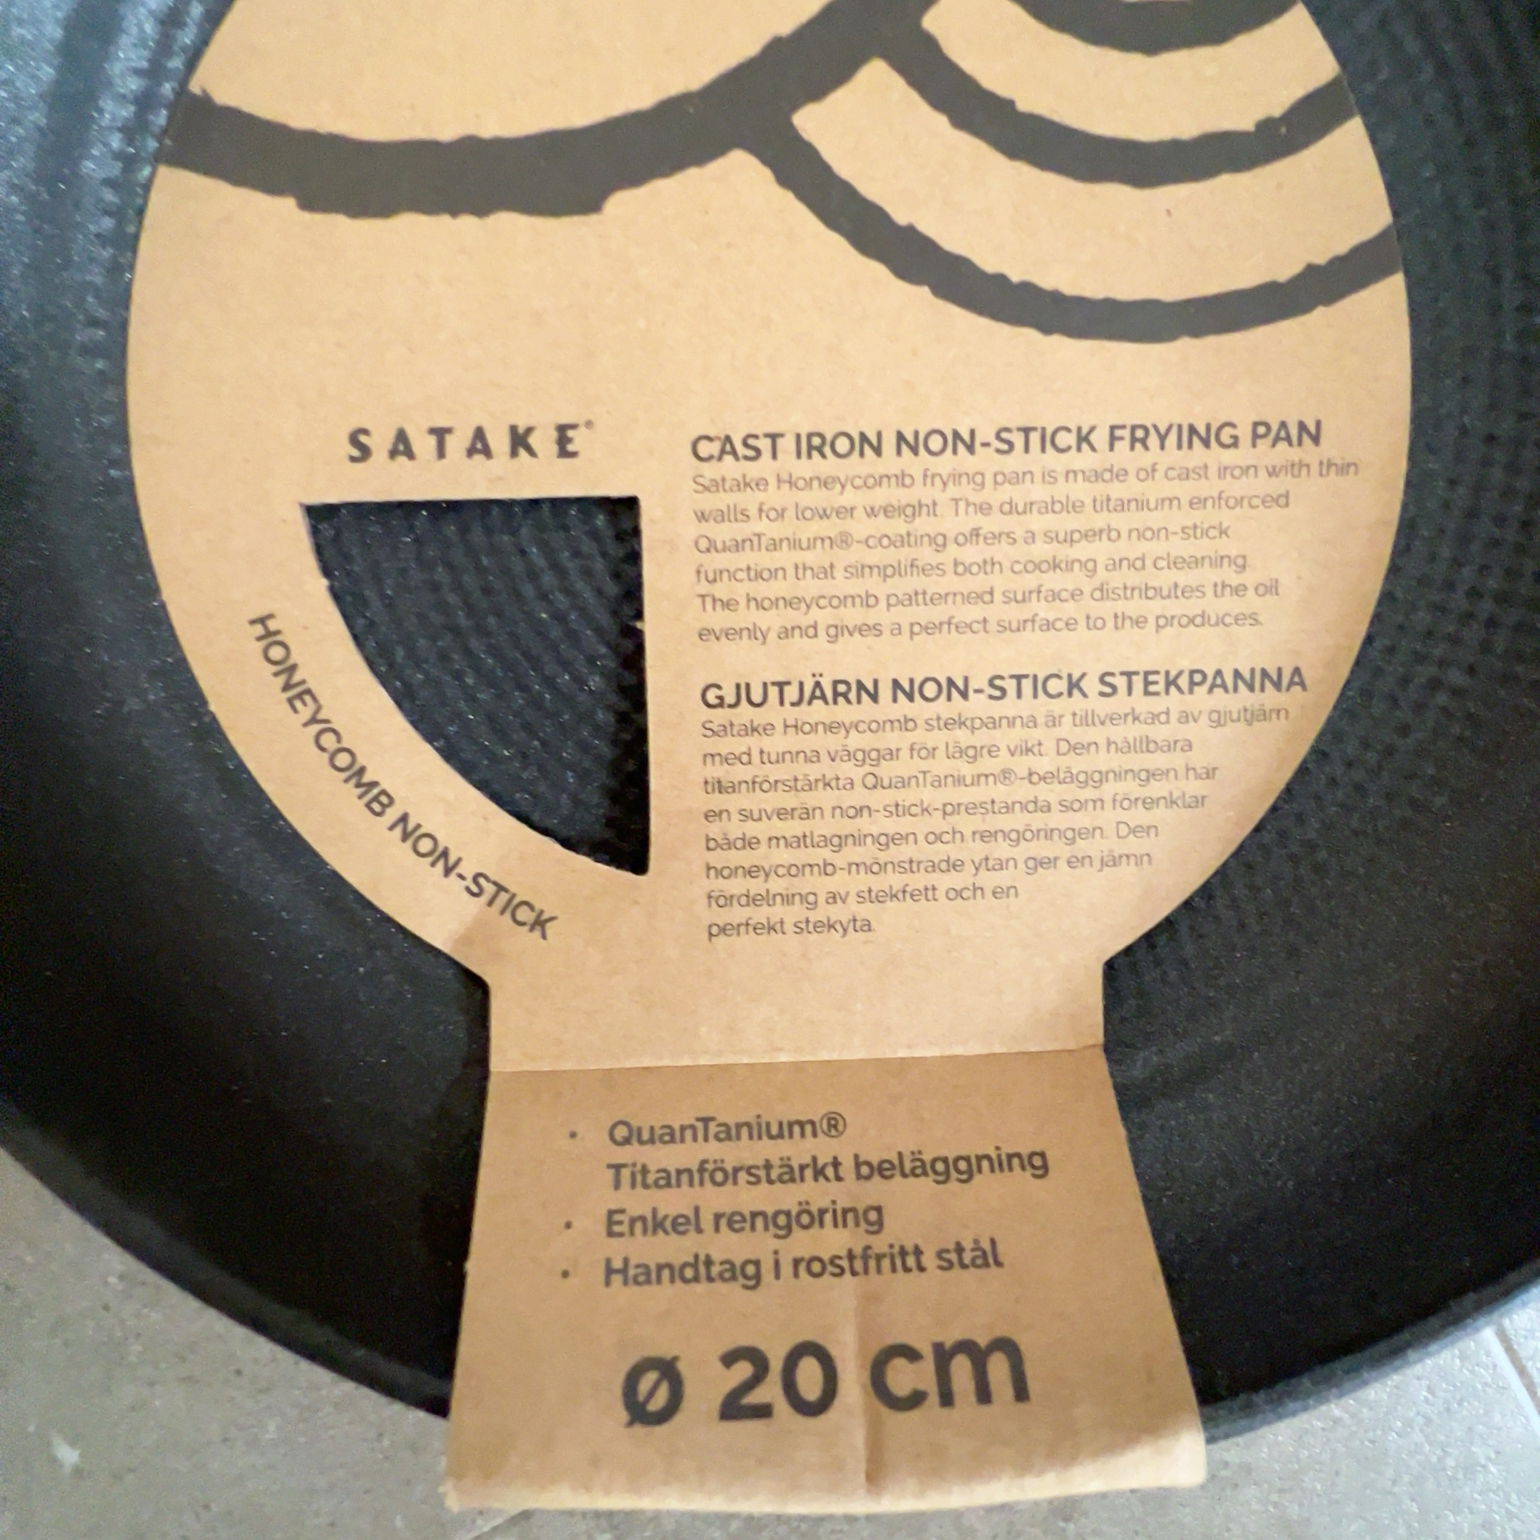 SATAKE®
HONEYCOMB NON-STICK
CAST IRON NON-STICK FRYING PAN
Satake Honeycomb frying pan is made of cast iron with thin
walls for lower weight. The durable titanium enforced
QuanTanium®-coating offers a superb non-stick
function that simplifies both cooking and cleaning.
The honeycomb patterned surface distributes the oil
evenly and gives a perfect surface to the produces.
GJUTJÄRN NON-STICK STEKPANNA
Satake Honeycomb stekpanna är tillverkad av gjutjärn
med tunna väggar för lägre vikt. Den hållbara
titanförstärkta QuanTanium®-beläggningen har
en suverän non-stick-prestanda som förenklar
både matlagningen och rengöringen. Den
honeycomb-mönstrade ytan ger en jämn
fördelning av stekfett och en
perfekt stekyta.
• QuanTanium®
Titanförstärkt beläggning
• Enkel rengöring
• Handtag i rostfritt stål
Ø 20 cm